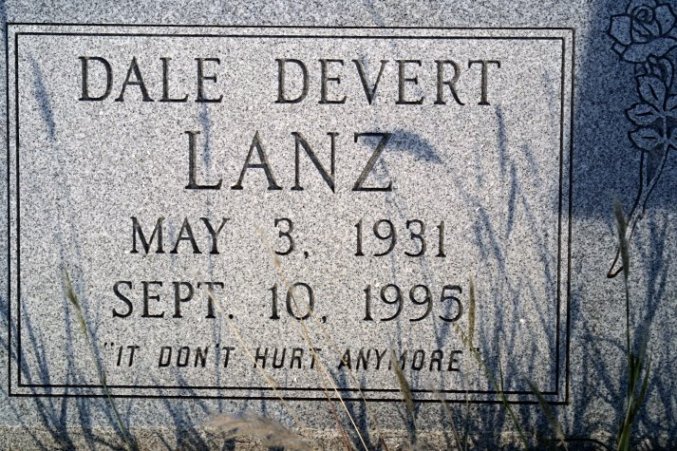 DALE DEVERT
LANZ
MAY 3, 1931
SEPT. 10, 1995
"IT DON'T HURT ANYMORE"